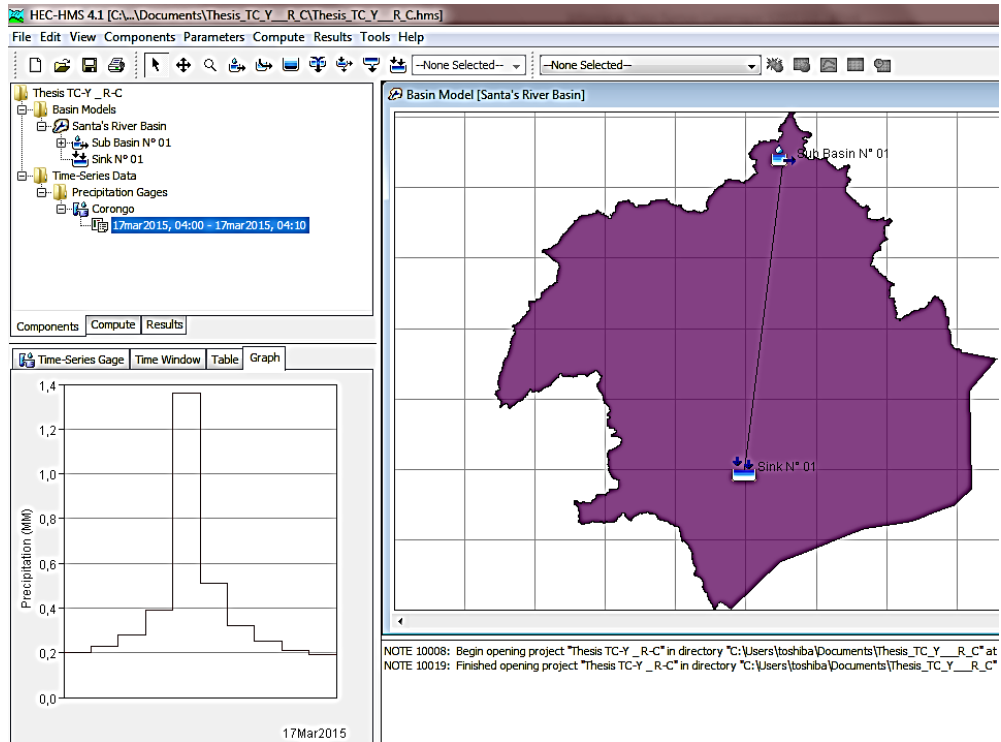 HEC-HMS 4.1 [C:\...\Documents\Thesis_TC_Y__R_C\Thesis_TC_Y__R_C.hms]
File Edit View Components Parameters Compute Results Tools Help
--None Selected-- --None Selected--
Thesis TC-Y _ R-C
Basin Models
Santa's River Basin
Sub Basin N° 01
Sink N° 01
Time-Series Data
Precipitation Gages
Corongo
17mar2015, 04:00 - 17mar2015, 04:10
Components Compute Results
Time-Series Gage Time Window Table Graph
1,4
1,2
1,0
0,8
0,6
0,4
0,2
0,0
Precipitation (MM)
17Mar2015
Basin Model [Santa's River Basin]
Sub Basin N° 01
Sink N° 01
NOTE 10008: Begin opening project "Thesis TC-Y _ R-C" in directory "C:\Users\toshiba\Documents\Thesis_TC_Y___R_C" at
NOTE 10019: Finished opening project "Thesis TC-Y _ R-C" in directory "C:\Users\toshiba\Documents\Thesis_TC_Y___R_C"